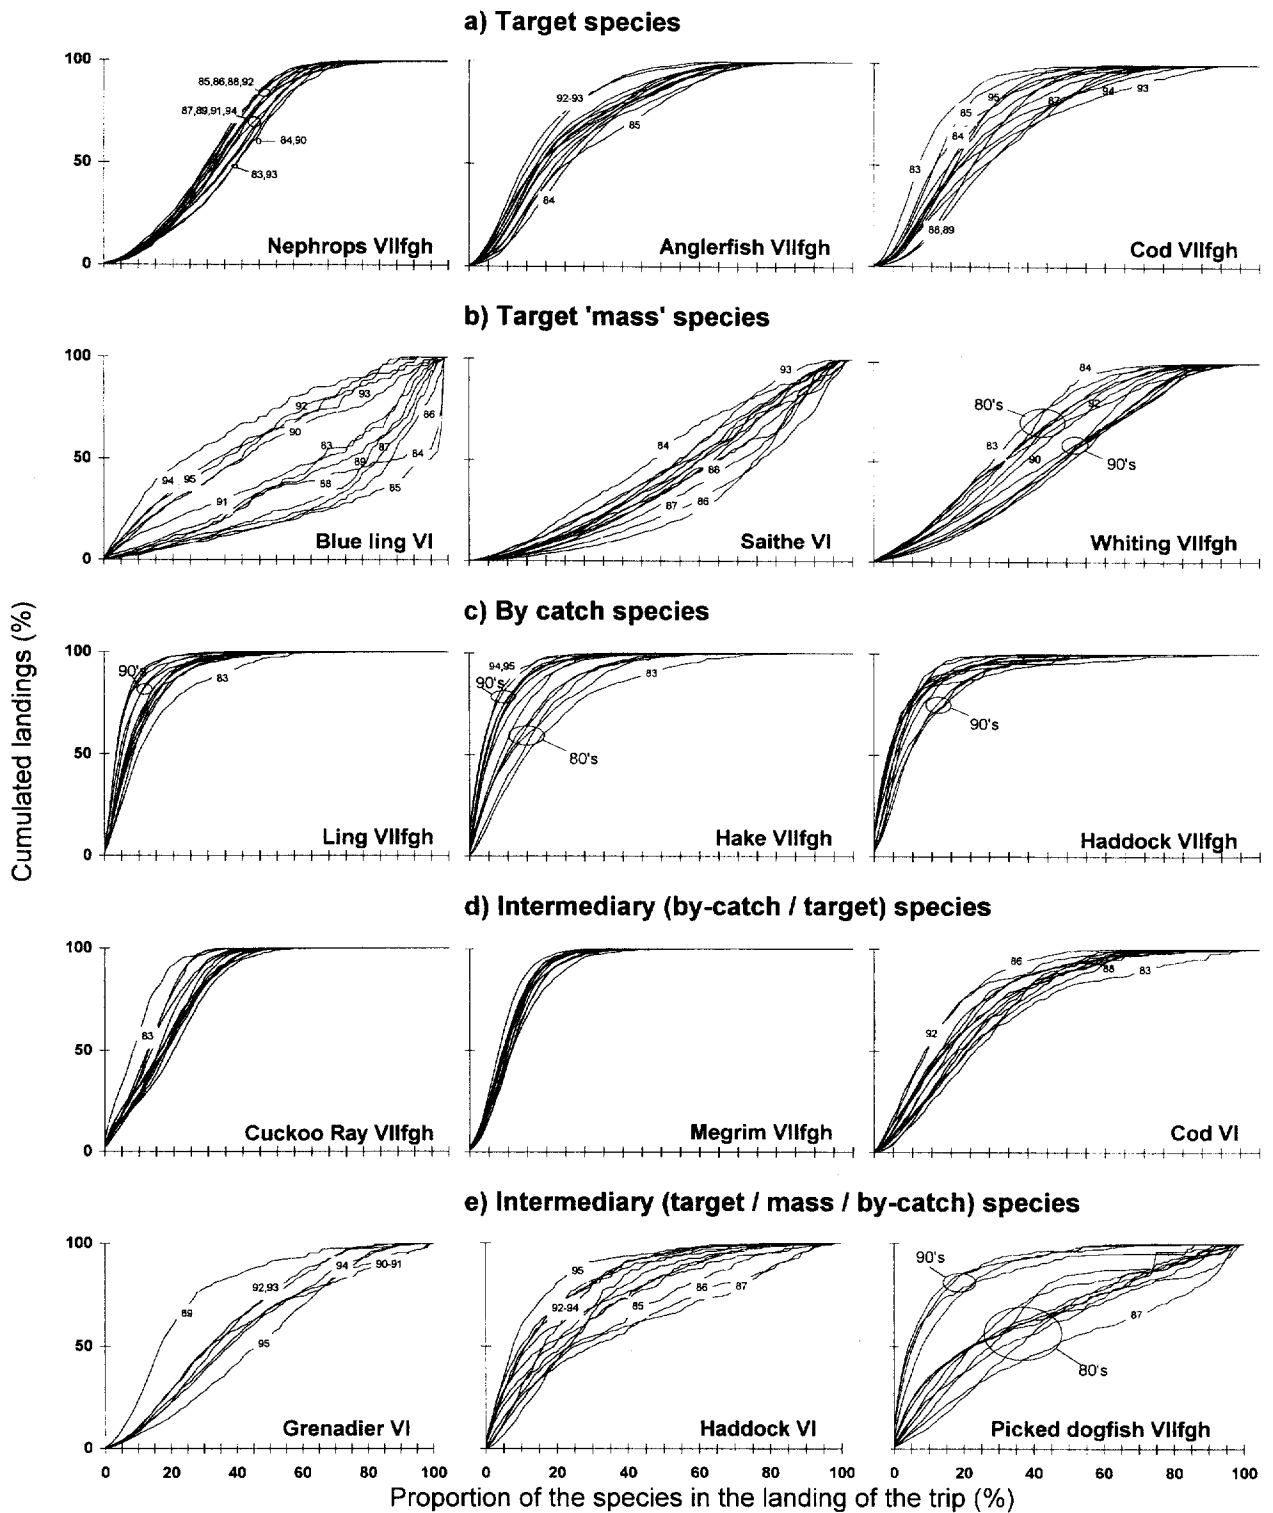 a) Target species
100
50
0
85,86,88,92
87,89,91,94
84,90
83,93
Nephrops VIIfgh
92-93
85
84
Anglerfish VIIfgh
95
85
84
83
87
94
93
88,89
Cod VIIfgh
b) Target 'mass' species
100
50
0
92
93
90
83
87
86
94
95
89
84
88
85
91
Blue ling VI
93
84
88
87
86
Saithe VI
84
80's
92
83
90
90's
Whiting VIIfgh
c) By catch species
100
50
0
90's
83
Ling VIIfgh
94,95
90's
83
80's
Hake VIIfgh
90's
Haddock VIIfgh
d) Intermediary (by-catch / target) species
100
50
0
83
Cuckoo Ray VIIfgh
Megrim VIIfgh
86
88
83
92
Cod VI
e) Intermediary (target / mass / by-catch) species
100
50
0
89
92,93
94
90-91
95
Grenadier VI
95
92-94
85
86
87
Haddock VI
90's
87
80's
Picked dogfish VIIfgh
0 20 40 60 80 100
0 20 40 60 80 100
0 20 40 60 80 100
Cumulated landings (%)
Proportion of the species in the landing of the trip (%)